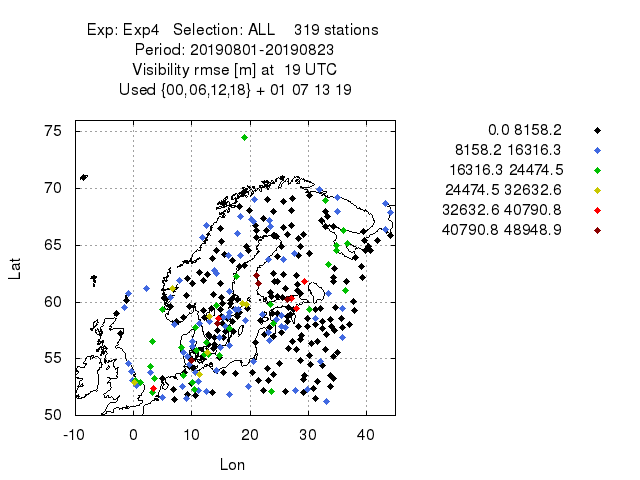 Exp: Exp4 Selection: ALL 319 stations
Period: 20190801-20190823
Visibility rmse [m] at 19 UTC
Used {00,06,12,18} + 01 07 13 19
0.0 8158.2
8158.2 16316.3
16316.3 24474.5
24474.5 32632.6
32632.6 40790.8
40790.8 48948.9
Lat
75
70
65
60
55
50
-10 0 10 20 30 40
Lon